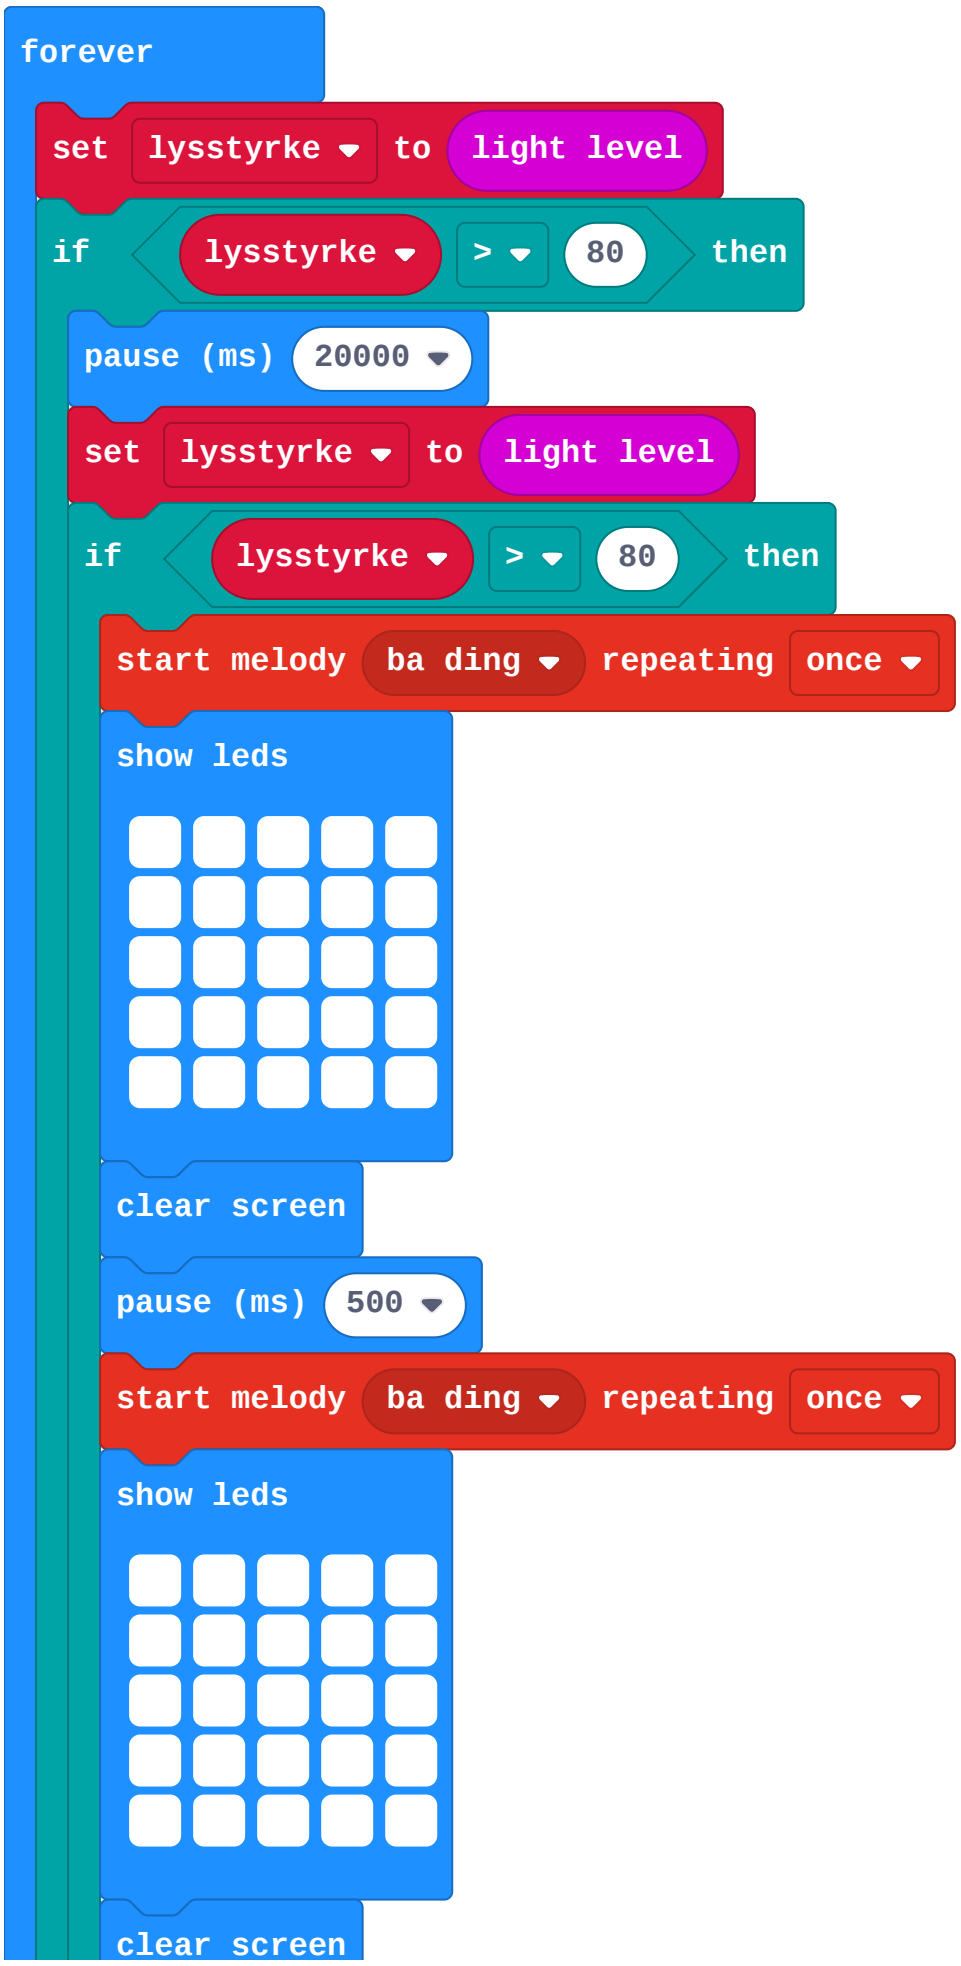 forever
set lysstyrke to light level
if lysstyrke > 80 then
pause (ms) 20000
set lysstyrke to light level
if lysstyrke > 80 then
start melody ba ding repeating once
show leds
clear screen
pause (ms) 500
start melody ba ding repeating once
show leds
clear screen